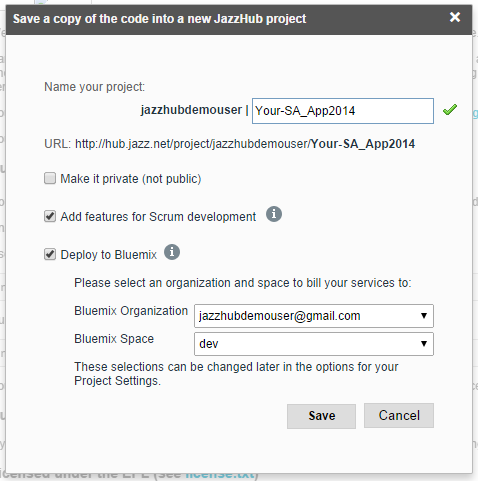 Save a copy of the code into a new JazzHub project
Name your project:
jazzhubdemouser | Your-SA_App2014
URL: http://hub.jazz.net/project/jazzhubdemouser/Your-SA_App2014
Make it private (not public)
Add features for Scrum development
Deploy to Bluemix
Please select an organization and space to bill your services to:
Bluemix Organization jazzhubdemouser@gmail.com
Bluemix Space dev
These selections can be changed later in the options for your
Project Settings.
Save Cancel
icensed under the EPL (see license.txt)